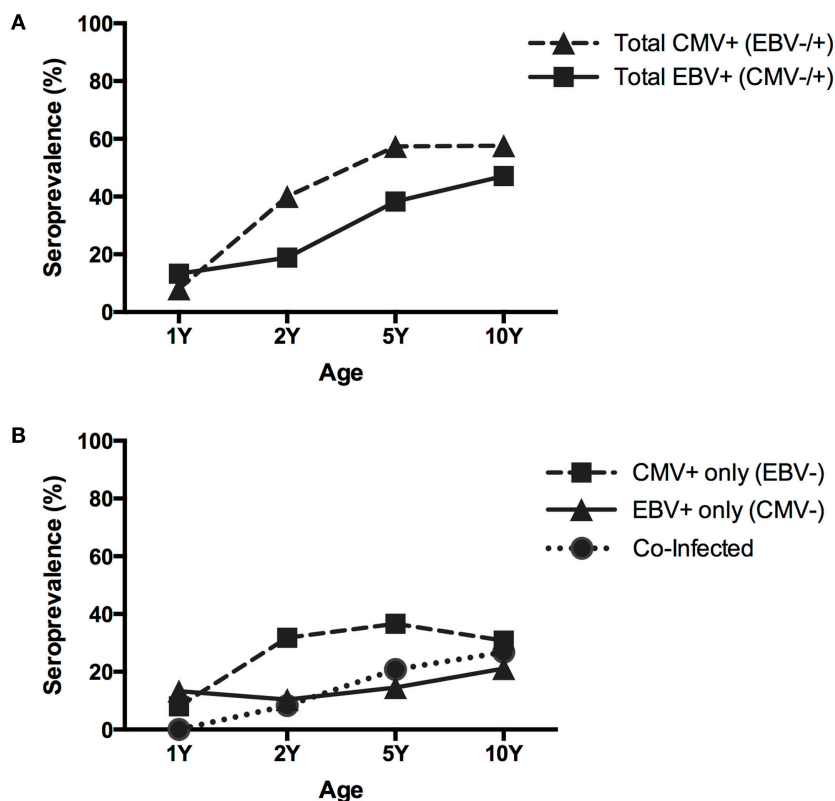 A
100
80
60
40
20
0
Seroprevalence (%)
1Y 2Y 5Y 10Y
Age
Total CMV+ (EBV-/+)
Total EBV+ (CMV-/+)
B
100
80
60
40
20
0
Seroprevalence (%)
1Y 2Y 5Y 10Y
Age
CMV+ only (EBV-)
EBV+ only (CMV-)
Co-Infected